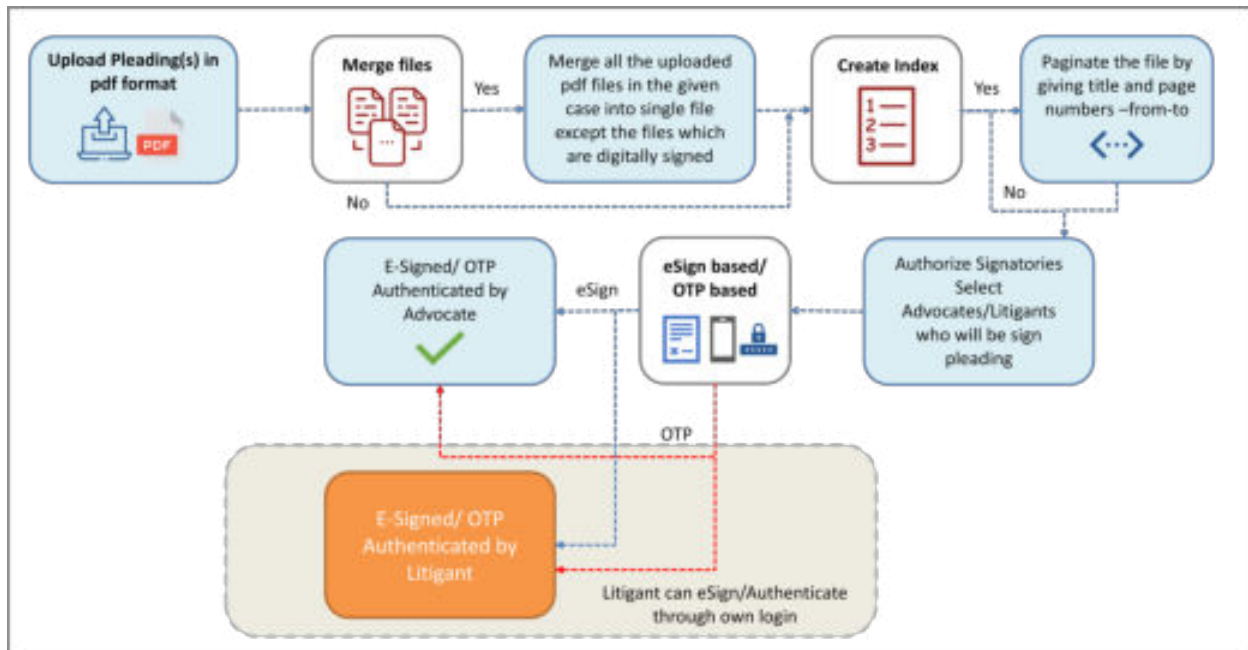 Upload Pleading(s) in
pdf format
PDF
Merge files
Yes
No
Merge all the uploaded
pdf files in the given
case into single file
except the files which
are digitally signed
Create Index
1
2
3
Yes
No
Paginate the file by
giving title and page
numbers –from-to
Authorize Signatories
Select
Advocates/Litigants
who will be sign
pleading
eSign based/
OTP based
eSign
OTP
E-Signed/ OTP
Authenticated by
Advocate
E-Signed/ OTP
Authenticated by
Litigant
Litigant can eSign/Authenticate
through own login